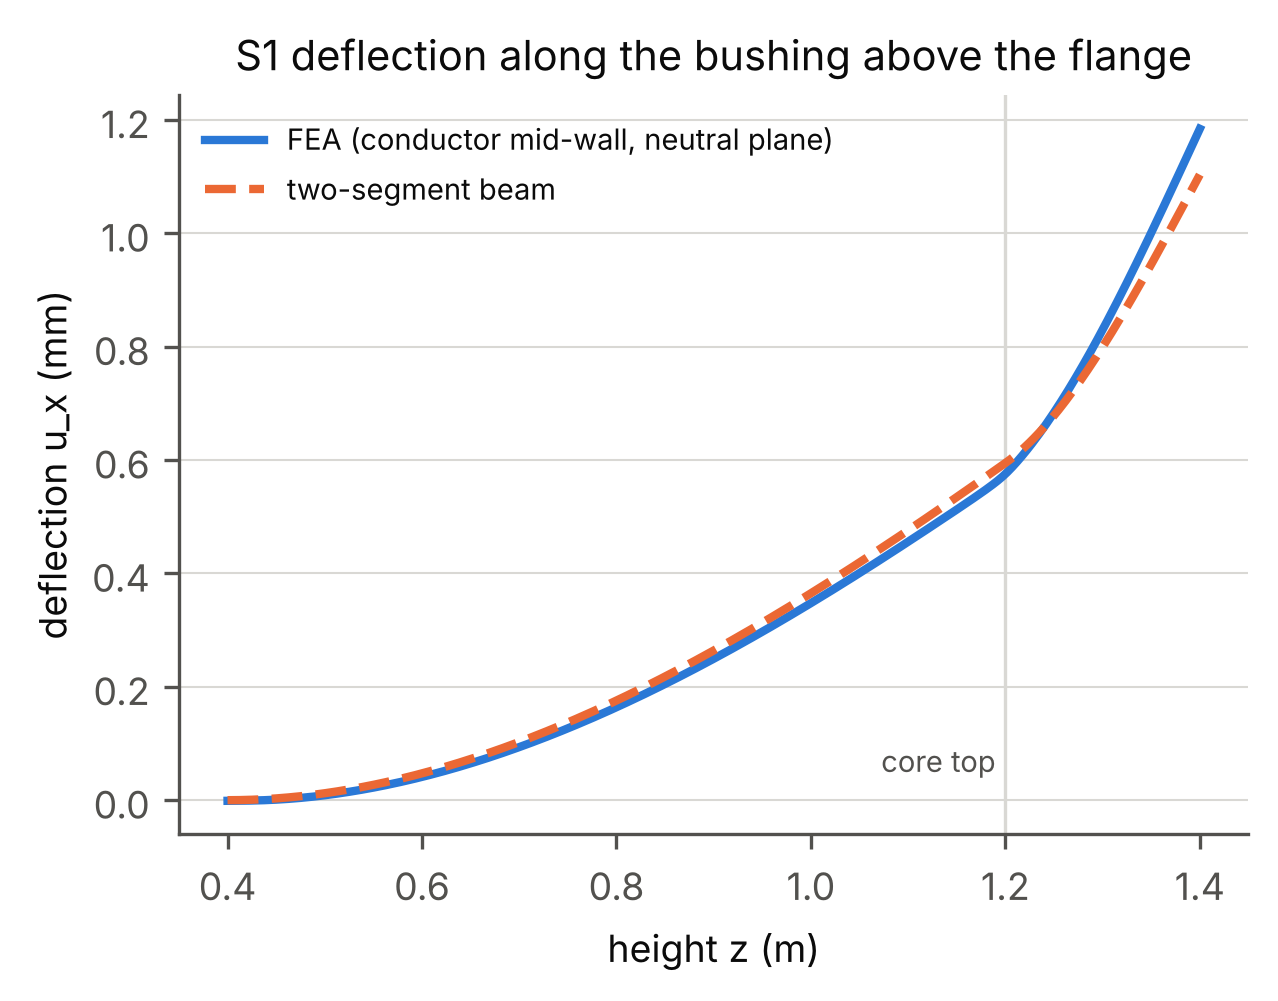 S1 deflection along the bushing above the flange
FEA (conductor mid-wall, neutral plane)
two-segment beam
deflection u_x (mm)
1.2
1.0
0.8
0.6
0.4
0.2
0.0
core top
0.4 0.6 0.8 1.0 1.2 1.4
height z (m)